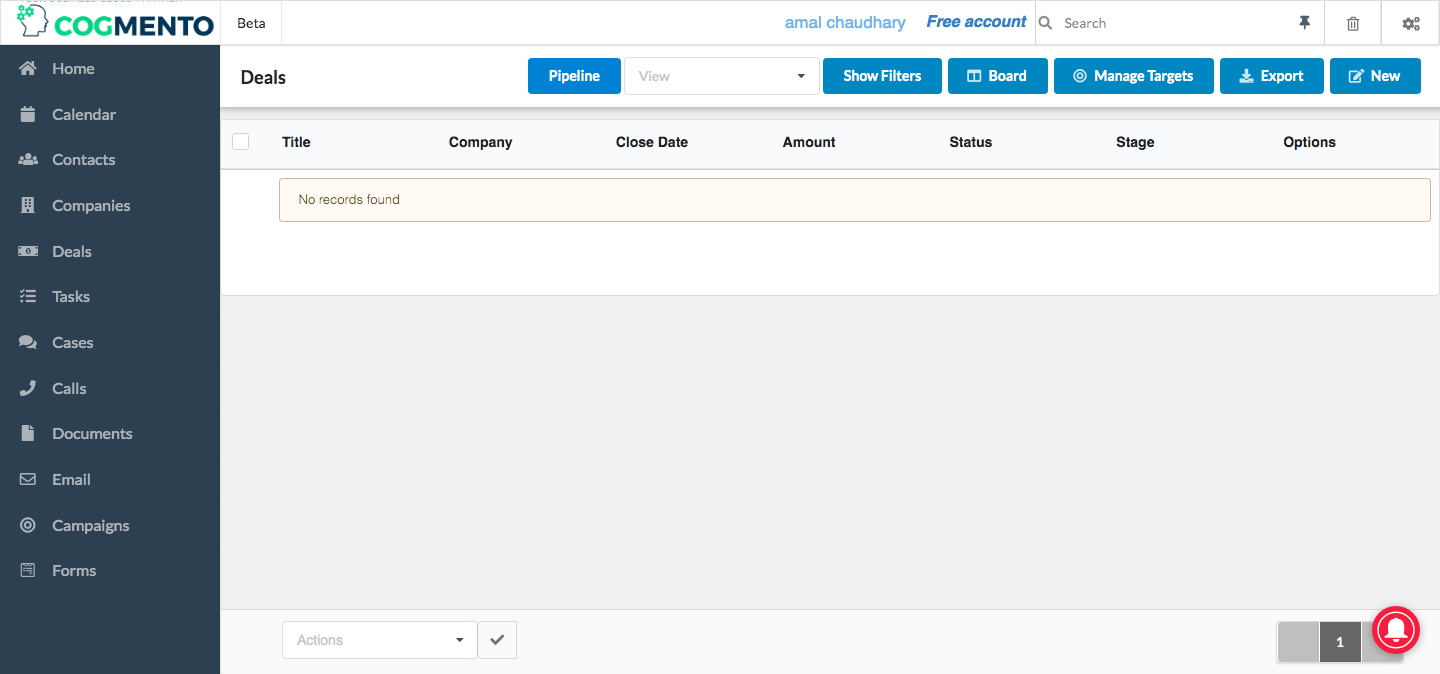 COGMENTO
Beta
amal chaudhary
Free account
Search
Home
Calendar
Contacts
Companies
Deals
Tasks
Cases
Calls
Documents
Email
Campaigns
Forms
Deals
Pipeline
View
Show Filters
Board
Manage Targets
Export
New
Title Company Close Date Amount Status Stage Options
No records found
Actions
1